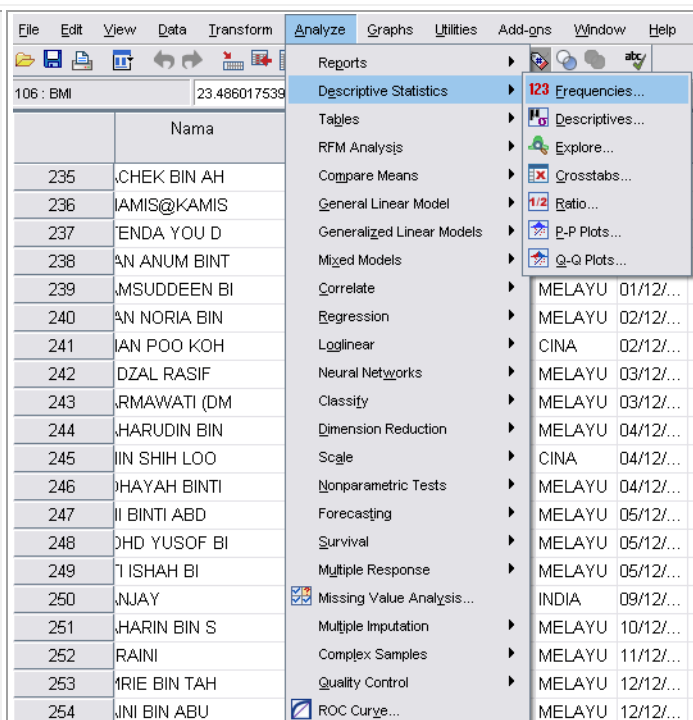 File Edit View Data Transform Analyze Graphs Utilities Add-ons Window Help
Reports
106 : BMI 23.486017539 Descriptive Statistics 123 Frequencies...
Nama Tables Descriptives...
RFM Analysis Explore...
235 CHEK BIN AH Compare Means Crosstabs...
236 AMIS@KAMIS General Linear Model 1/2 Ratio...
237 TENDA YOU D Generalized Linear Models P-P Plots...
238 AN ANUM BINT Mixed Models Q-Q Plots...
239 MSUDDEEN BI Correlate MELAYU 01/12/...
240 AN NORIA BIN Regression MELAYU 02/12/...
241 IAN POO KOH Loglinear CINA 02/12/...
242 DZAL RASIF Neural Networks MELAYU 03/12/...
243 RMAWATI (DM Classify MELAYU 03/12/...
244 HARUDIN BIN Dimension Reduction MELAYU 04/12/...
245 IIN SHIH LOO Scale CINA 04/12/...
246 HAYAH BINTI Nonparametric Tests MELAYU 04/12/...
247 II BINTI ABD Forecasting MELAYU 05/12/...
248 OHD YUSOF BI Survival MELAYU 05/12/...
249 TI ISHAH BI Multiple Response MELAYU 05/12/...
250 NJAY Missing Value Analysis... INDIA 09/12/...
251 HARIN BIN S Multiple Imputation MELAYU 10/12/...
252 RAINI Complex Samples MELAYU 11/12/...
253 RIE BIN TAH Quality Control MELAYU 12/12/...
254 INI BIN ABU ROC Curve... MELAYU 12/12/...